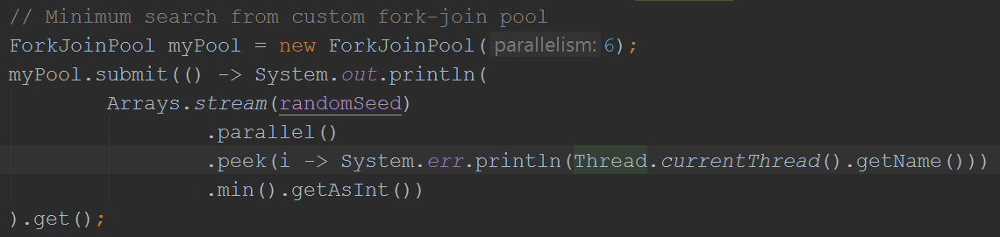 // Minimum search from custom fork-join pool
ForkJoinPool myPool = new ForkJoinPool( parallelism: 6);
myPool.submit(() -> System.out.println(
        Arrays.stream(randomSeed)
                .parallel()
                .peek(i -> System.err.println(Thread.currentThread().getName()))
                .min().getAsInt())
).get();